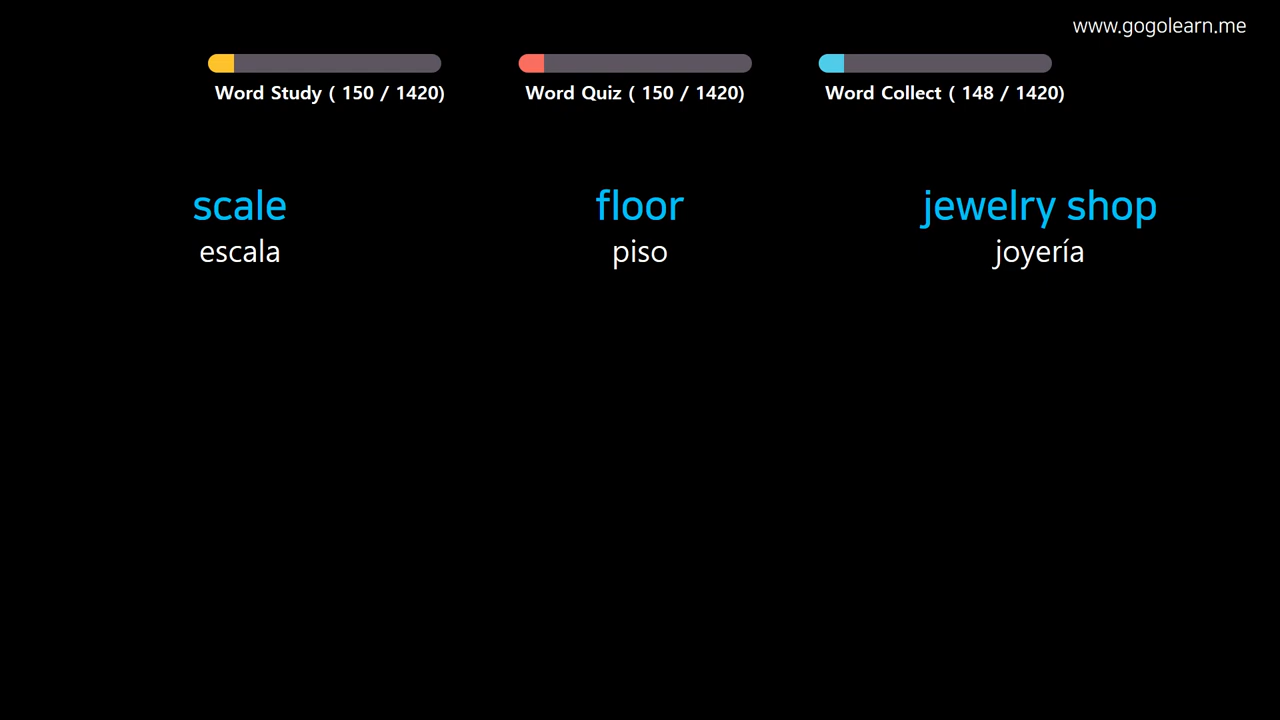 www.gogolearn.me
Word Study ( 150 / 1420)
Word Quiz ( 150 / 1420)
Word Collect ( 148 / 1420)
scale
escala
floor
piso
jewelry shop
joyería